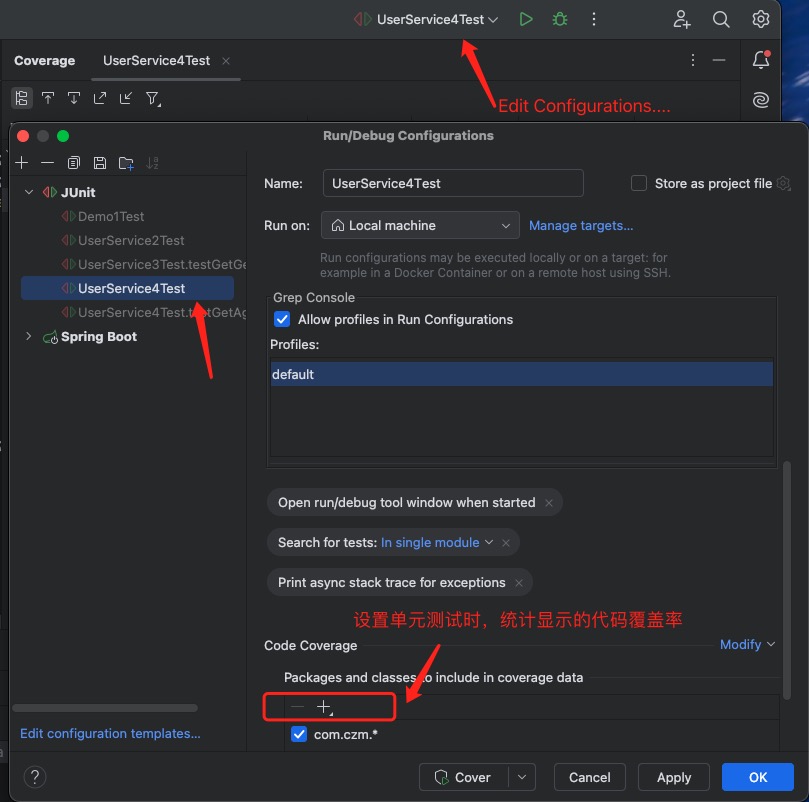 UserService4Test
Coverage
UserService4Test
Edit Configurations....
Run/Debug Configurations
JUnit
Demo1Test
UserService2Test
UserService3Test.testGetGe
UserService4Test
UserService4Test.testGetAg
Spring Boot
Edit configuration templates...
Name:
UserService4Test
Store as project file
Run on:
Local machine
Manage targets...
Run configurations may be executed locally or on a target: for
example in a Docker Container or on a remote host using SSH.
Grep Console
Allow profiles in Run Configurations
Profiles:
default
Open run/debug tool window when started
Search for tests: In single module
Print async stack trace for exceptions
设置单元测试时，统计显示的代码覆盖率
Code Coverage
Modify
Packages and classes to include in coverage data
com.czm.*
?
Cover
Cancel
Apply
OK